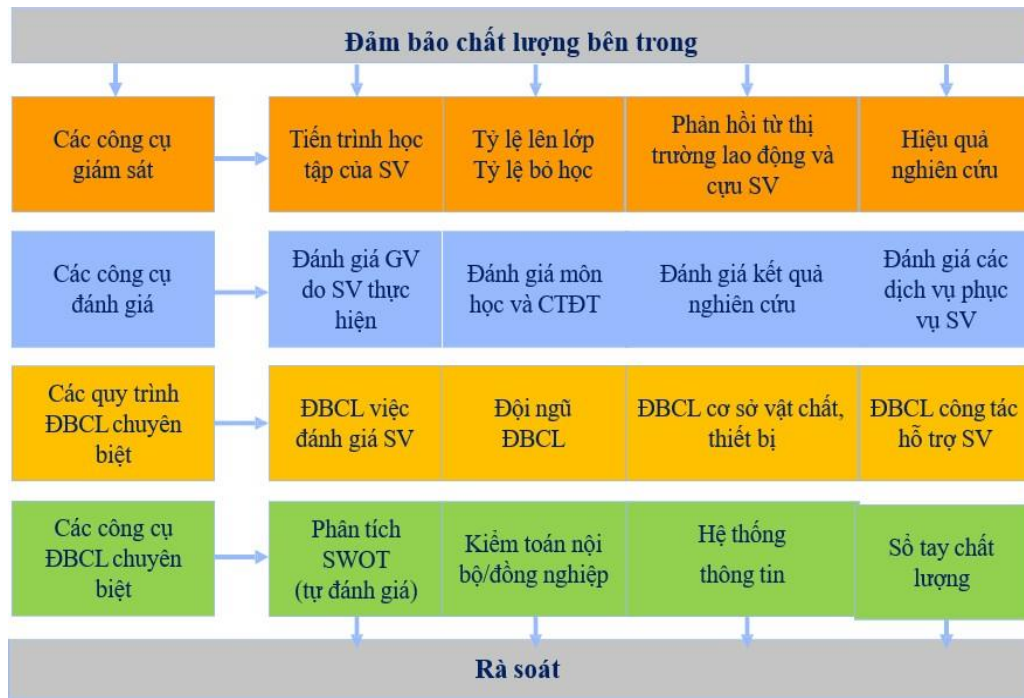 Đảm bảo chất lượng bên trong
Các công cụ
giám sát
Tiến trình học
tập của SV
Tỷ lệ lên lớp
Tỷ lệ bỏ học
Phản hồi từ thị
trường lao động và
cựu SV
Hiệu quả
nghiên cứu
Các công cụ
đánh giá
Đánh giá GV
do SV thực
hiện
Đánh giá môn
học và CTĐT
Đánh giá kết quả
nghiên cứu
Đánh giá các
dịch vụ phục
vụ SV
Các quy trình
ĐBCL chuyên
biệt
ĐBCL việc
đánh giá SV
Đội ngũ
ĐBCL
ĐBCL cơ sở vật chất,
thiết bị
ĐBCL công tác
hỗ trợ SV
Các công cụ
ĐBCL chuyên
biệt
Phân tích
SWOT
(tự đánh giá)
Kiểm toán nội
bộ/đồng nghiệp
Hệ thống
thông tin
Sổ tay chất
lượng
Rà soát